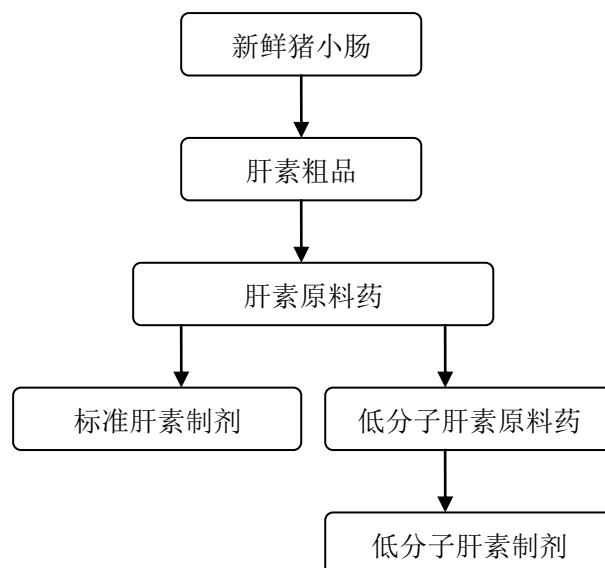 新鲜猪小肠
肝素粗品
肝素原料药
标准肝素制剂
低分子肝素原料药
低分子肝素制剂